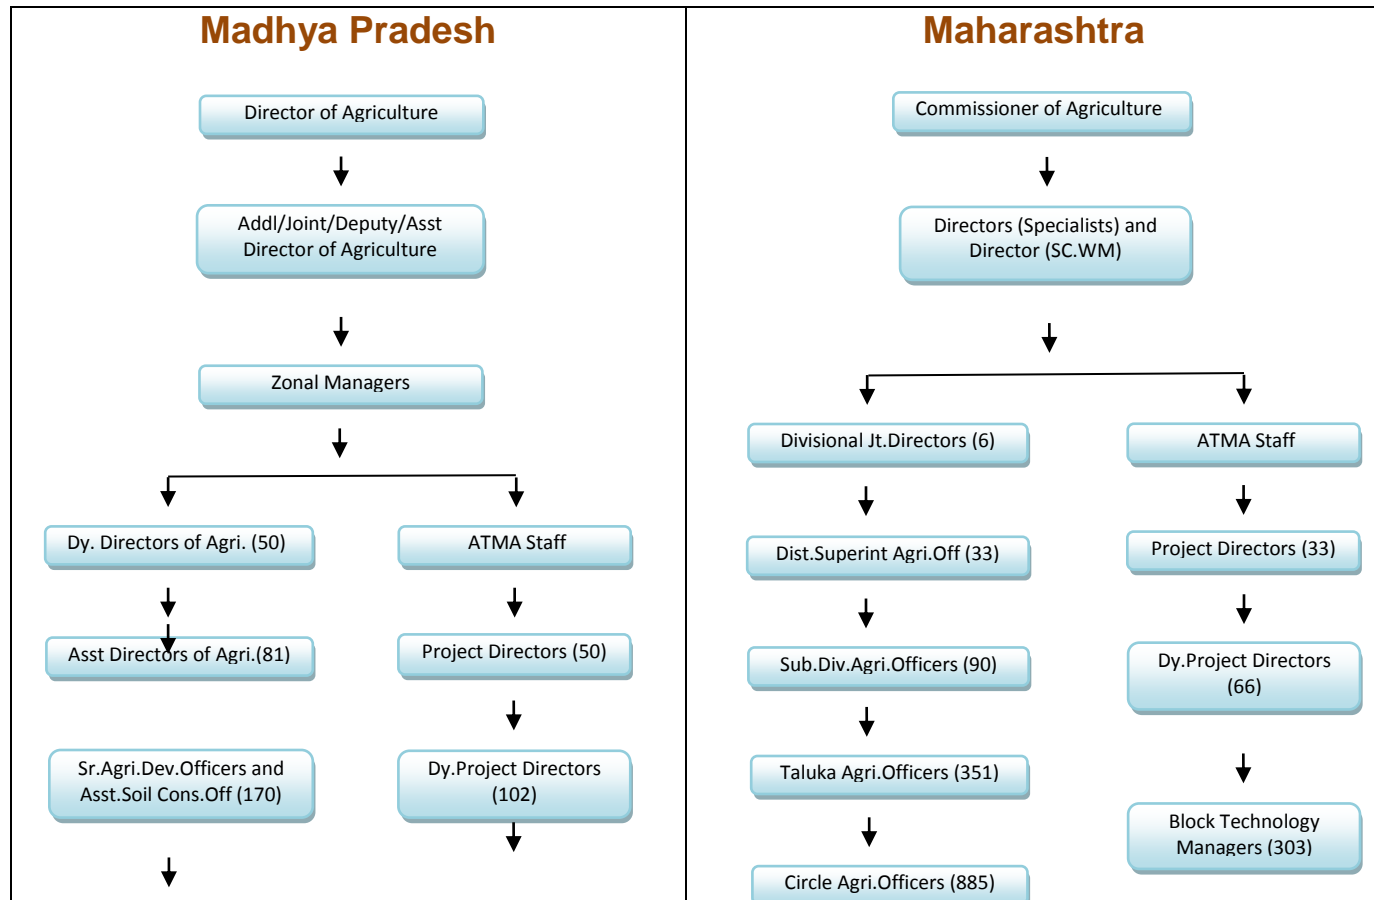 Madhya Pradesh
Director of Agriculture
Addl/Joint/Deputy/Asst
Director of Agriculture
Zonal Managers
Dy. Directors of Agri. (50)
ATMA Staff
Asst Directors of Agri.(81)
Project Directors (50)
Sr.Agri.Dev.Officers and
Asst.Soil Cons.Off (170)
Dy.Project Directors
(102)
Maharashtra
Commissioner of Agriculture
Directors (Specialists) and
Director (SC.WM)
Divisional Jt.Directors (6)
ATMA Staff
Dist.Superint Agri.Off (33)
Project Directors (33)
Sub.Div.Agri.Officers (90)
Dy.Project Directors
(66)
Taluka Agri.Officers (351)
Block Technology
Managers (303)
Circle Agri.Officers (885)